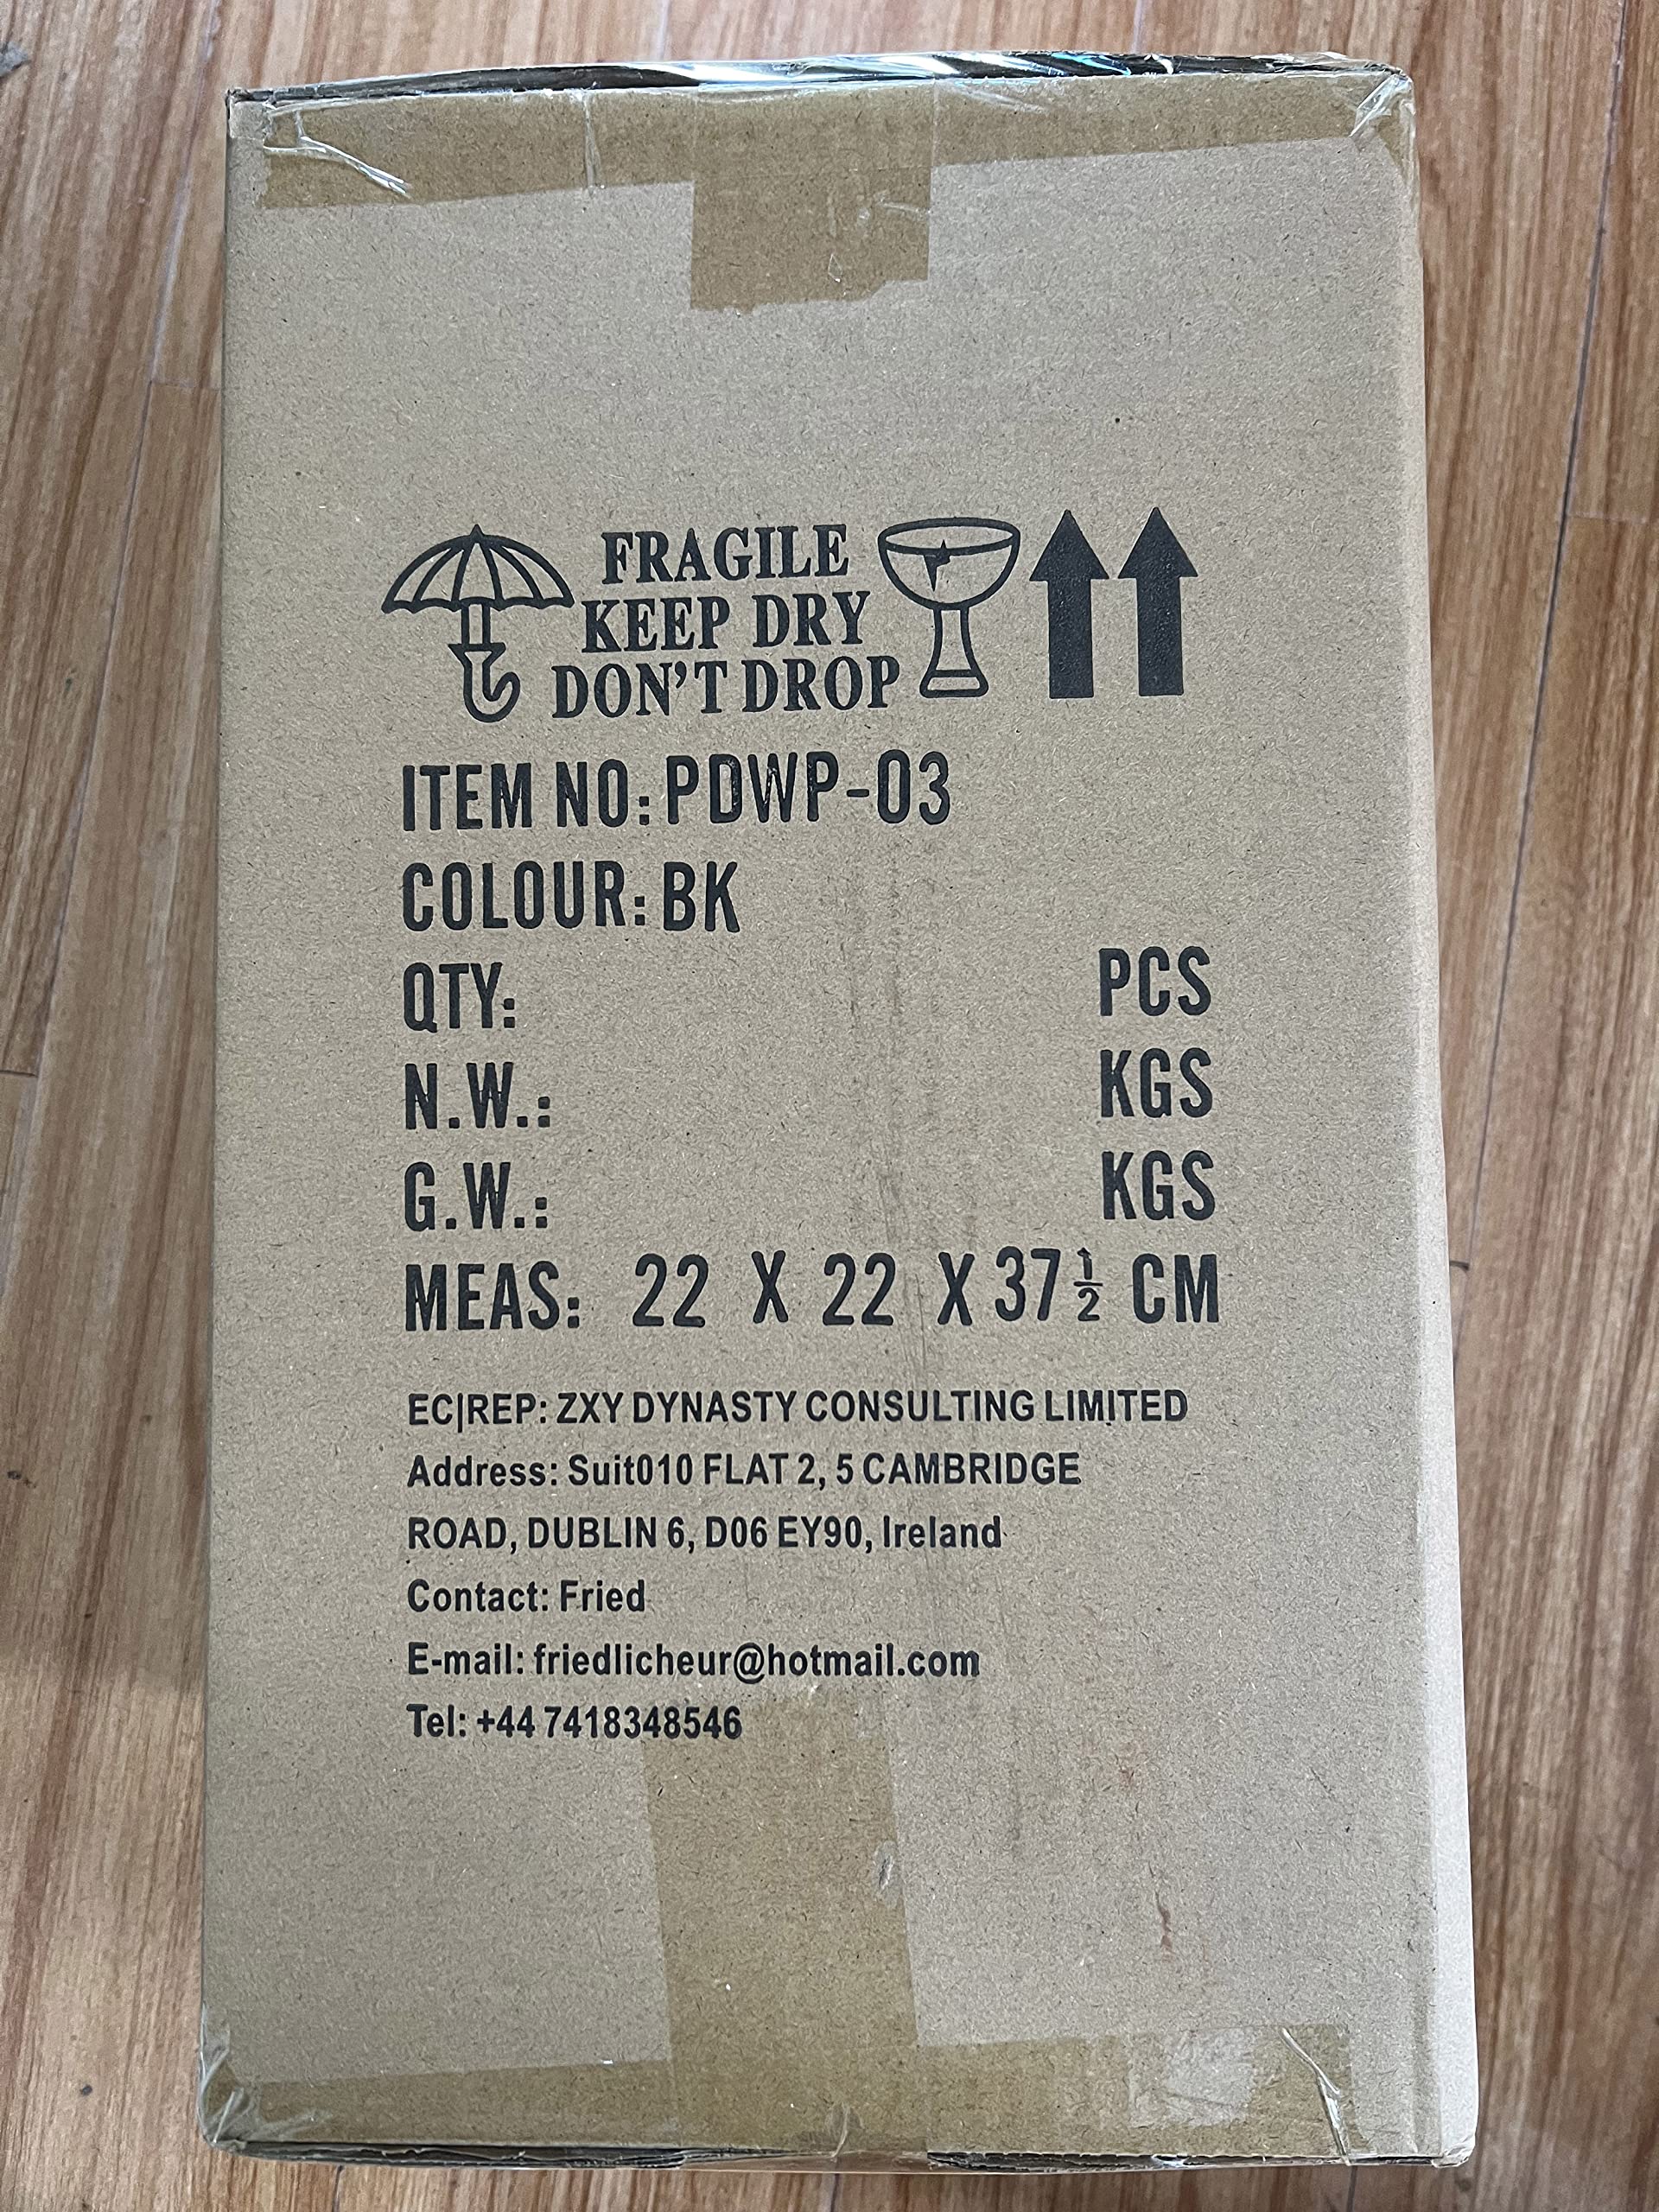 FRAGILE
KEEP DRY
DON'T DROP
ITEM NO: PDWP-03
COLOUR: BK
QTY: PCS
N.W.: KGS
G.W.: KGS
MEAS: 22 X 22 X 37½ CM
EC|REP: ZXY DYNASTY CONSULTING LIMITED
Address: Suit010 FLAT 2, 5 CAMBRIDGE
ROAD, DUBLIN 6, D06 EY90, Ireland
Contact: Fried
E-mail: friedlicheur@hotmail.com
Tel: +44 7418348546